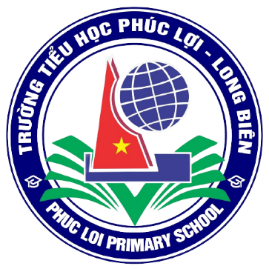 TRƯỜNG TIỂU HỌC PHÚC LỢI - LONG BIÊN
PHUC LOI PRIMARY SCHOOL